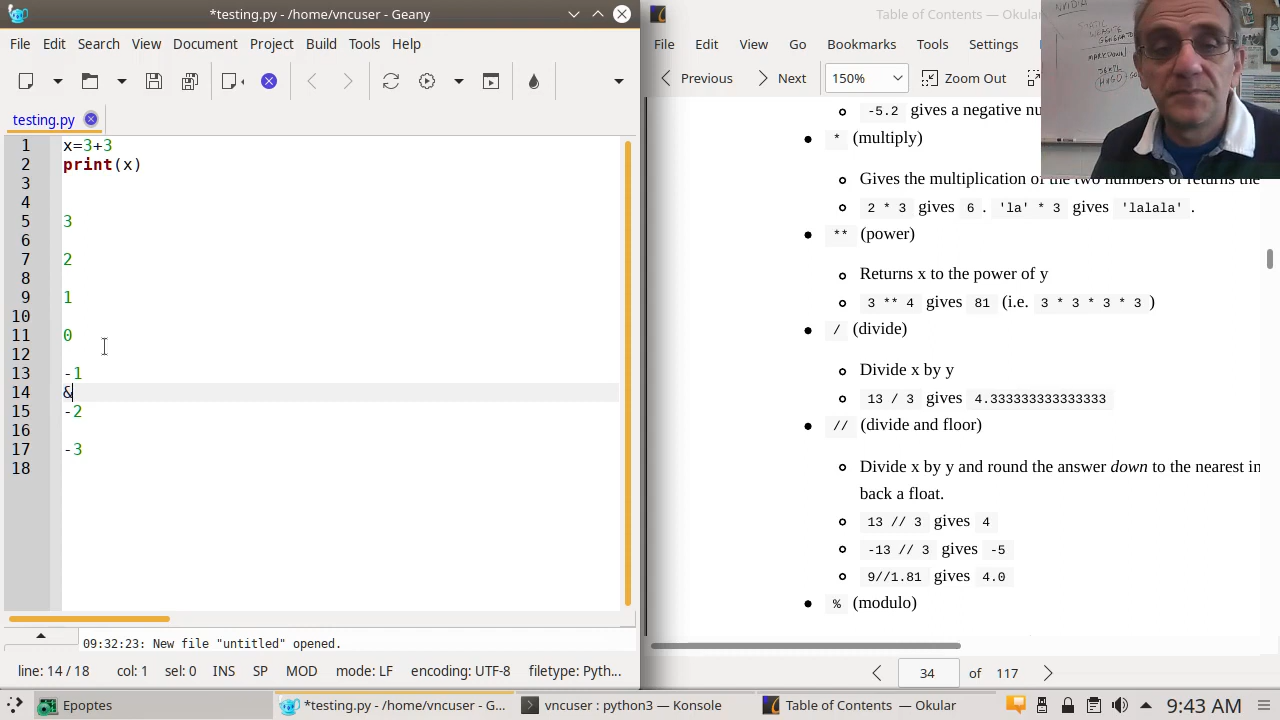 *testing.py - /home/vncuser - Geany
File Edit Search View Document Project Build Tools Help
testing.py
1 x=3+3
2 print(x)
3
4
5 3
6
7 2
8
9 1
10
11 0
12
13 -1
14 &
15 -2
16
17 -3
18
09:32:23: New file "untitled" opened.
line: 14 / 18 col: 1 sel: 0 INS SP MOD mode: LF encoding: UTF-8 filetype: Pyth...
Table of Contents — Okular
File Edit View Go Bookmarks Tools Settings
Previous Next 150% Zoom Out
-5.2 gives a negative nu
* (multiply)
Gives the multiplication of the two numbers or returns the
2 * 3 gives 6 . 'la' * 3 gives 'lalala' .
** (power)
Returns x to the power of y
3 ** 4 gives 81 (i.e. 3 * 3 * 3 * 3 )
/ (divide)
Divide x by y
13 / 3 gives 4.333333333333333
// (divide and floor)
Divide x by y and round the answer down to the nearest in
back a float.
13 // 3 gives 4
-13 // 3 gives -5
9//1.81 gives 4.0
% (modulo)
34 of 117
STATIC
WEBSITE
MARKDOWN
Epoptes
*testing.py - /home/vncuser - G...
vncuser : python3 — Konsole
Table of Contents — Okular
9:43 AM